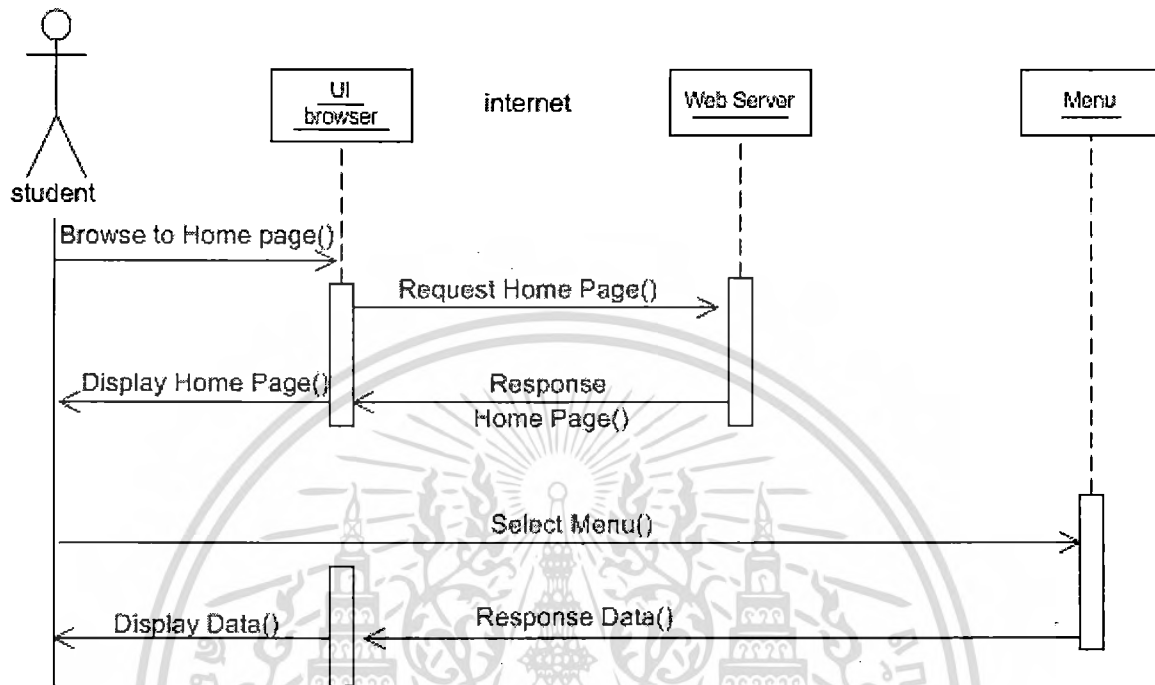 student
UI
browser
internet
Web Server
Menu
Browse to Home page()
Request Home Page()
Display Home Page()
Response
Home Page()
Select Menu()
Display Data()
Response Data()